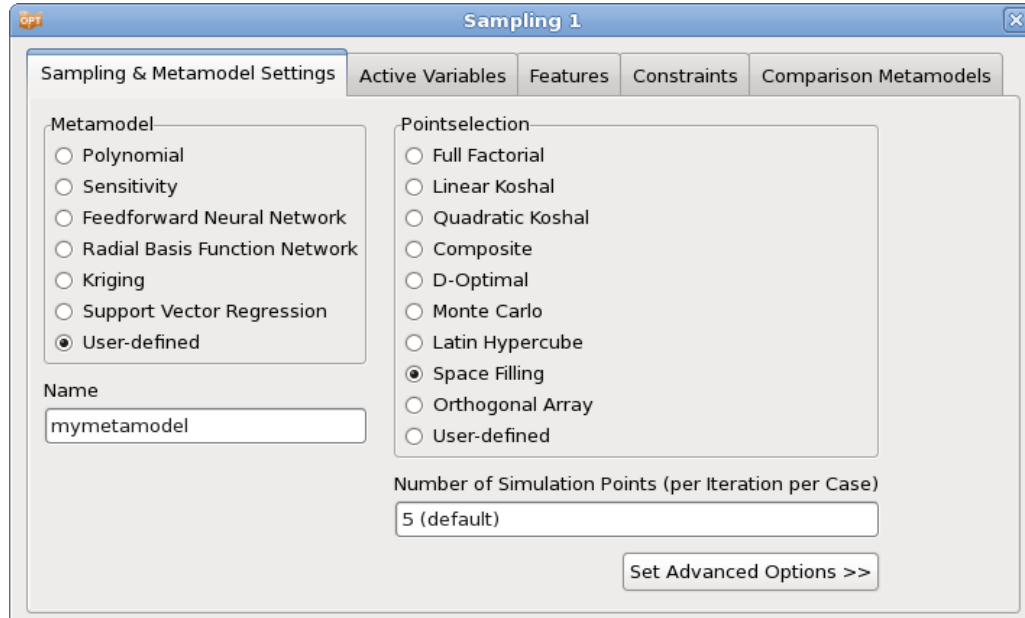 OPT
Sampling 1
Sampling & Metamodel Settings
Active Variables
Features
Constraints
Comparison Metamodels
Metamodel
Polynomial
Sensitivity
Feedforward Neural Network
Radial Basis Function Network
Kriging
Support Vector Regression
User-defined
Name
mymetamodel
Pointselection
Full Factorial
Linear Koshal
Quadratic Koshal
Composite
D-Optimal
Monte Carlo
Latin Hypercube
Space Filling
Orthogonal Array
User-defined
Number of Simulation Points (per Iteration per Case)
5 (default)
Set Advanced Options >>